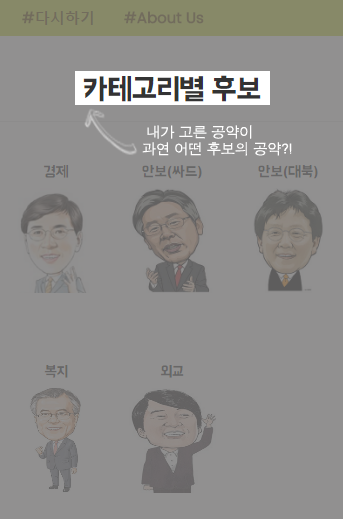 #다시하기 #About Us
카테고리별 후보
내가 고른 공약이
과연 어떤 후보의 공약?!
경제 안보(싸드) 안보(대북)
복지 외교